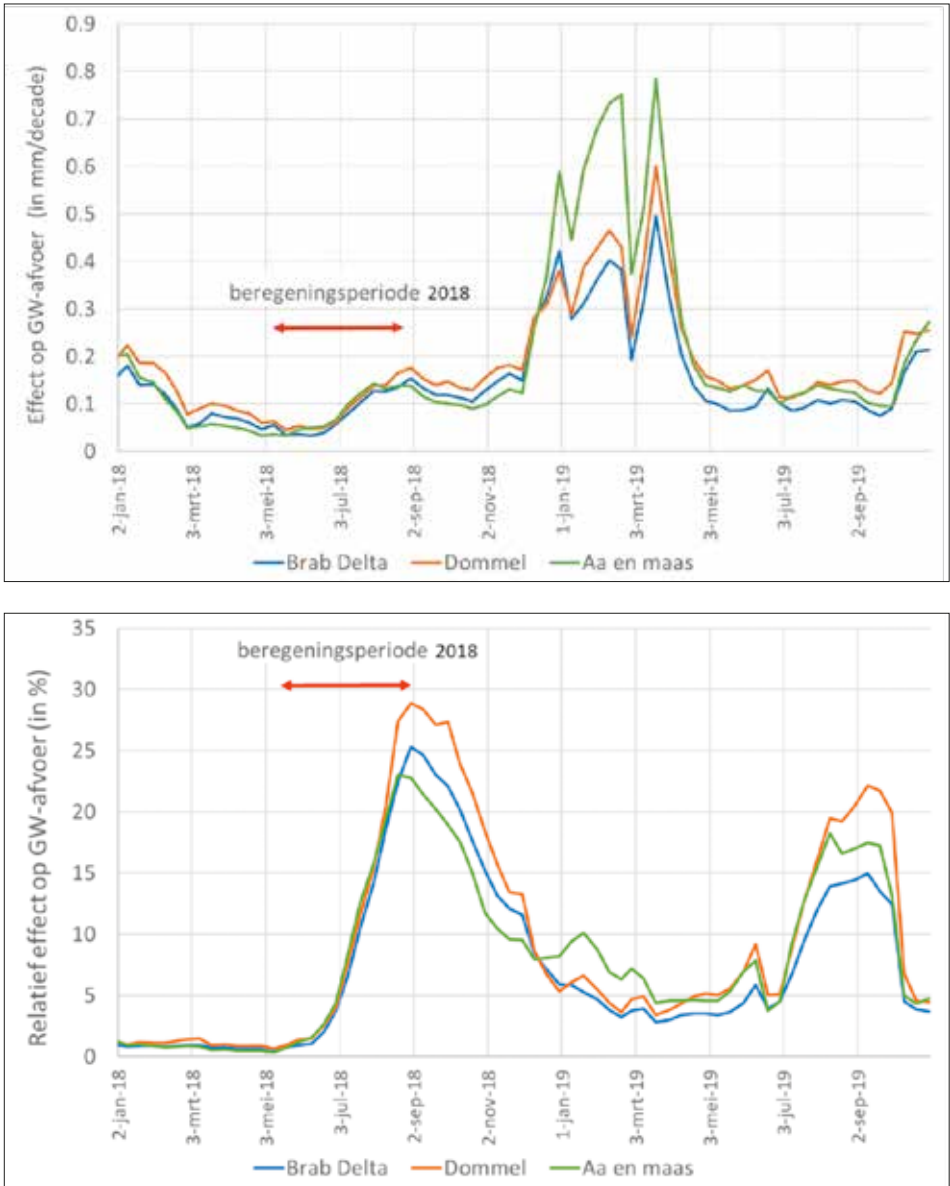 Effect op GW-afvoer (in mm/decade)
0.9
0.8
0.7
0.6
0.5
0.4
0.3
0.2
0.1
0
beregeningsperiode 2018
2-jan-18
3-mrt-18
3-mei-18
3-jul-18
2-sep-18
2-nov-18
1-jan-19
3-mrt-19
3-mei-19
3-jul-19
2-sep-19
Brab Delta Dommel Aa en maas
Relatief effect op GW-afvoer (in %)
35
30
25
20
15
10
5
0
beregeningsperiode 2018
2-jan-18
3-mrt-18
3-mei-18
3-jul-18
2-sep-18
2-nov-18
1-jan-19
3-mrt-19
3-mei-19
3-jul-19
2-sep-19
Brab Delta Dommel Aa en maas